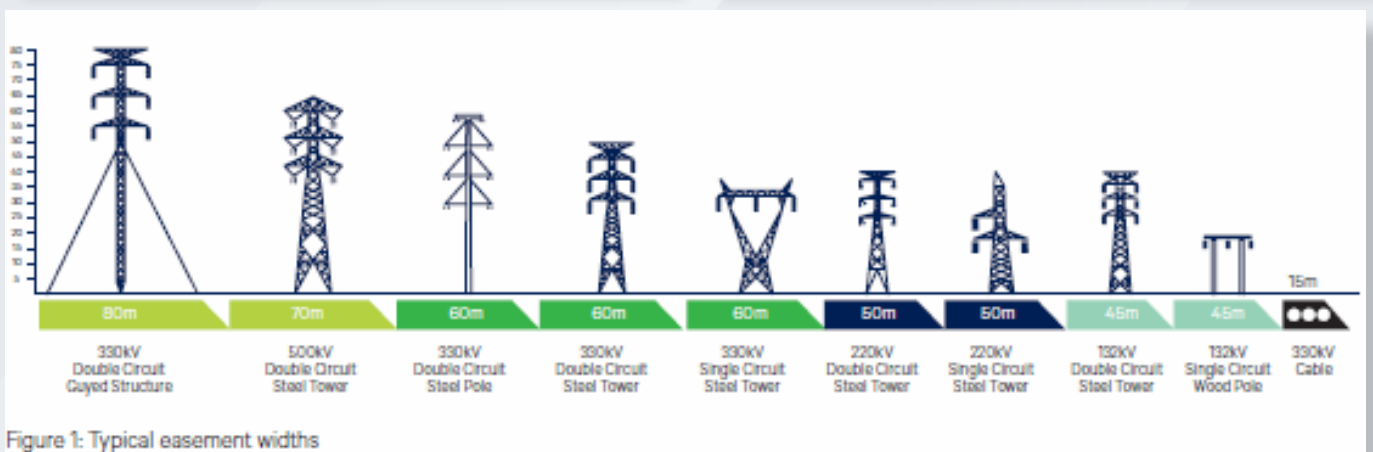 80
75
70
65
60
55
50
45
40
35
30
25
20
15
10
5
15m
80m
70m
60m
60m
60m
50m
50m
45m
45m
330kV
Double Circuit
Guyed Structure
500kV
Double Circuit
Steel Tower
330kV
Double Circuit
Steel Pole
330kV
Double Circuit
Steel Tower
330kV
Single Circuit
Steel Tower
220kV
Double Circuit
Steel Tower
220kV
Single Circuit
Steel Tower
132kV
Double Circuit
Steel Tower
132kV
Single Circuit
Wood Pole
330kV
Cable
Figure 1: Typical easement widths